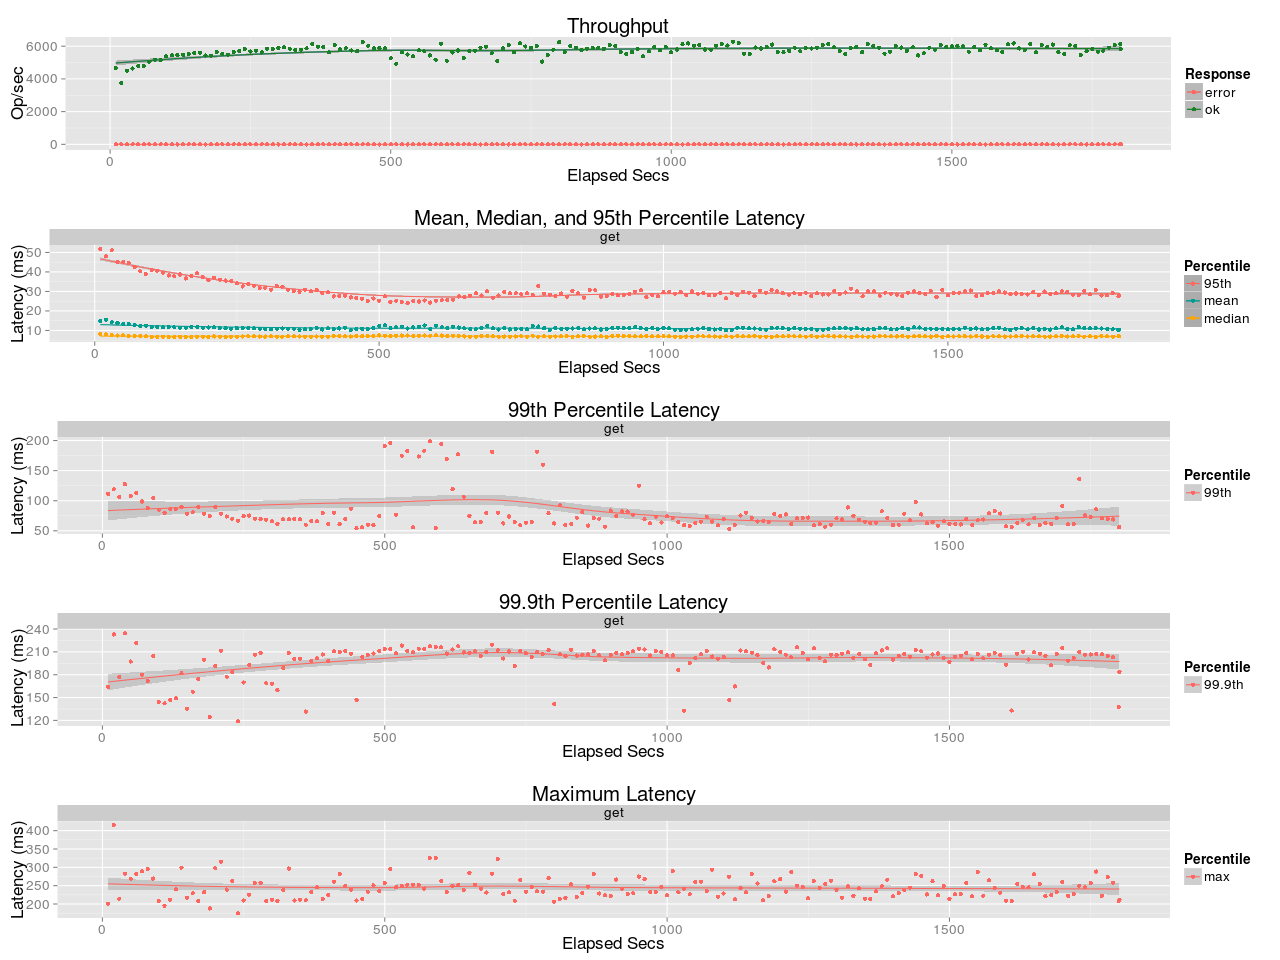 Throughput
Op/sec
6000
4000
2000
0
0 500 1000 1500
Elapsed Secs
Response
error
ok
Mean, Median, and 95th Percentile Latency
get
Latency (ms)
50
40
30
20
10
0 500 1000 1500
Elapsed Secs
Percentile
95th
mean
median
99th Percentile Latency
get
Latency (ms)
200
150
100
50
0 500 1000 1500
Elapsed Secs
Percentile
99th
99.9th Percentile Latency
get
Latency (ms)
240
210
180
150
120
0 500 1000 1500
Elapsed Secs
Percentile
99.9th
Maximum Latency
get
Latency (ms)
400
350
300
250
200
0 500 1000 1500
Elapsed Secs
Percentile
max